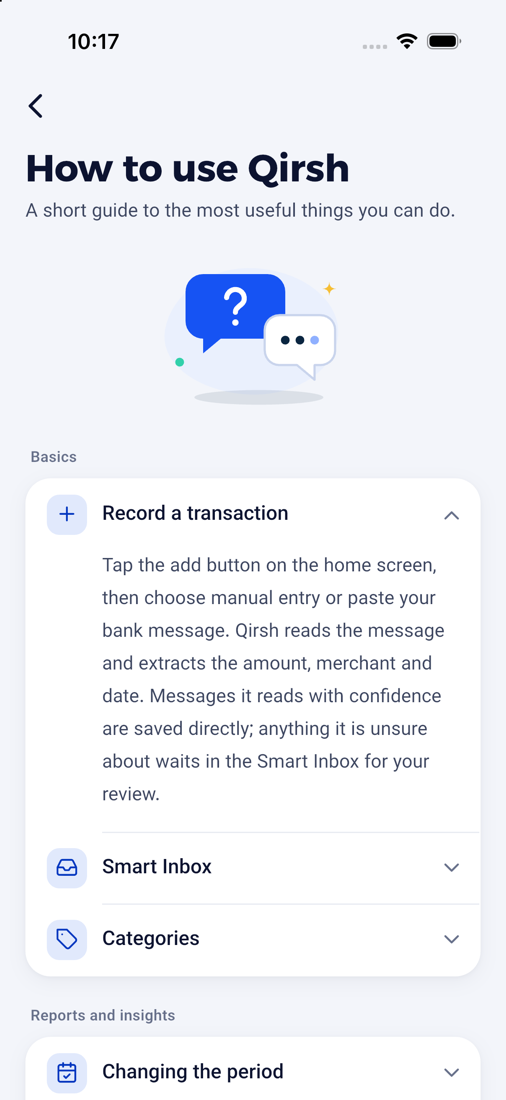 10:17
How to use Qirsh
A short guide to the most useful things you can do.
?
Basics
Record a transaction
Tap the add button on the home screen,
then choose manual entry or paste your
bank message. Qirsh reads the message
and extracts the amount, merchant and
date. Messages it reads with confidence
are saved directly; anything it is unsure
about waits in the Smart Inbox for your
review.
Smart Inbox
Categories
Reports and insights
Changing the period